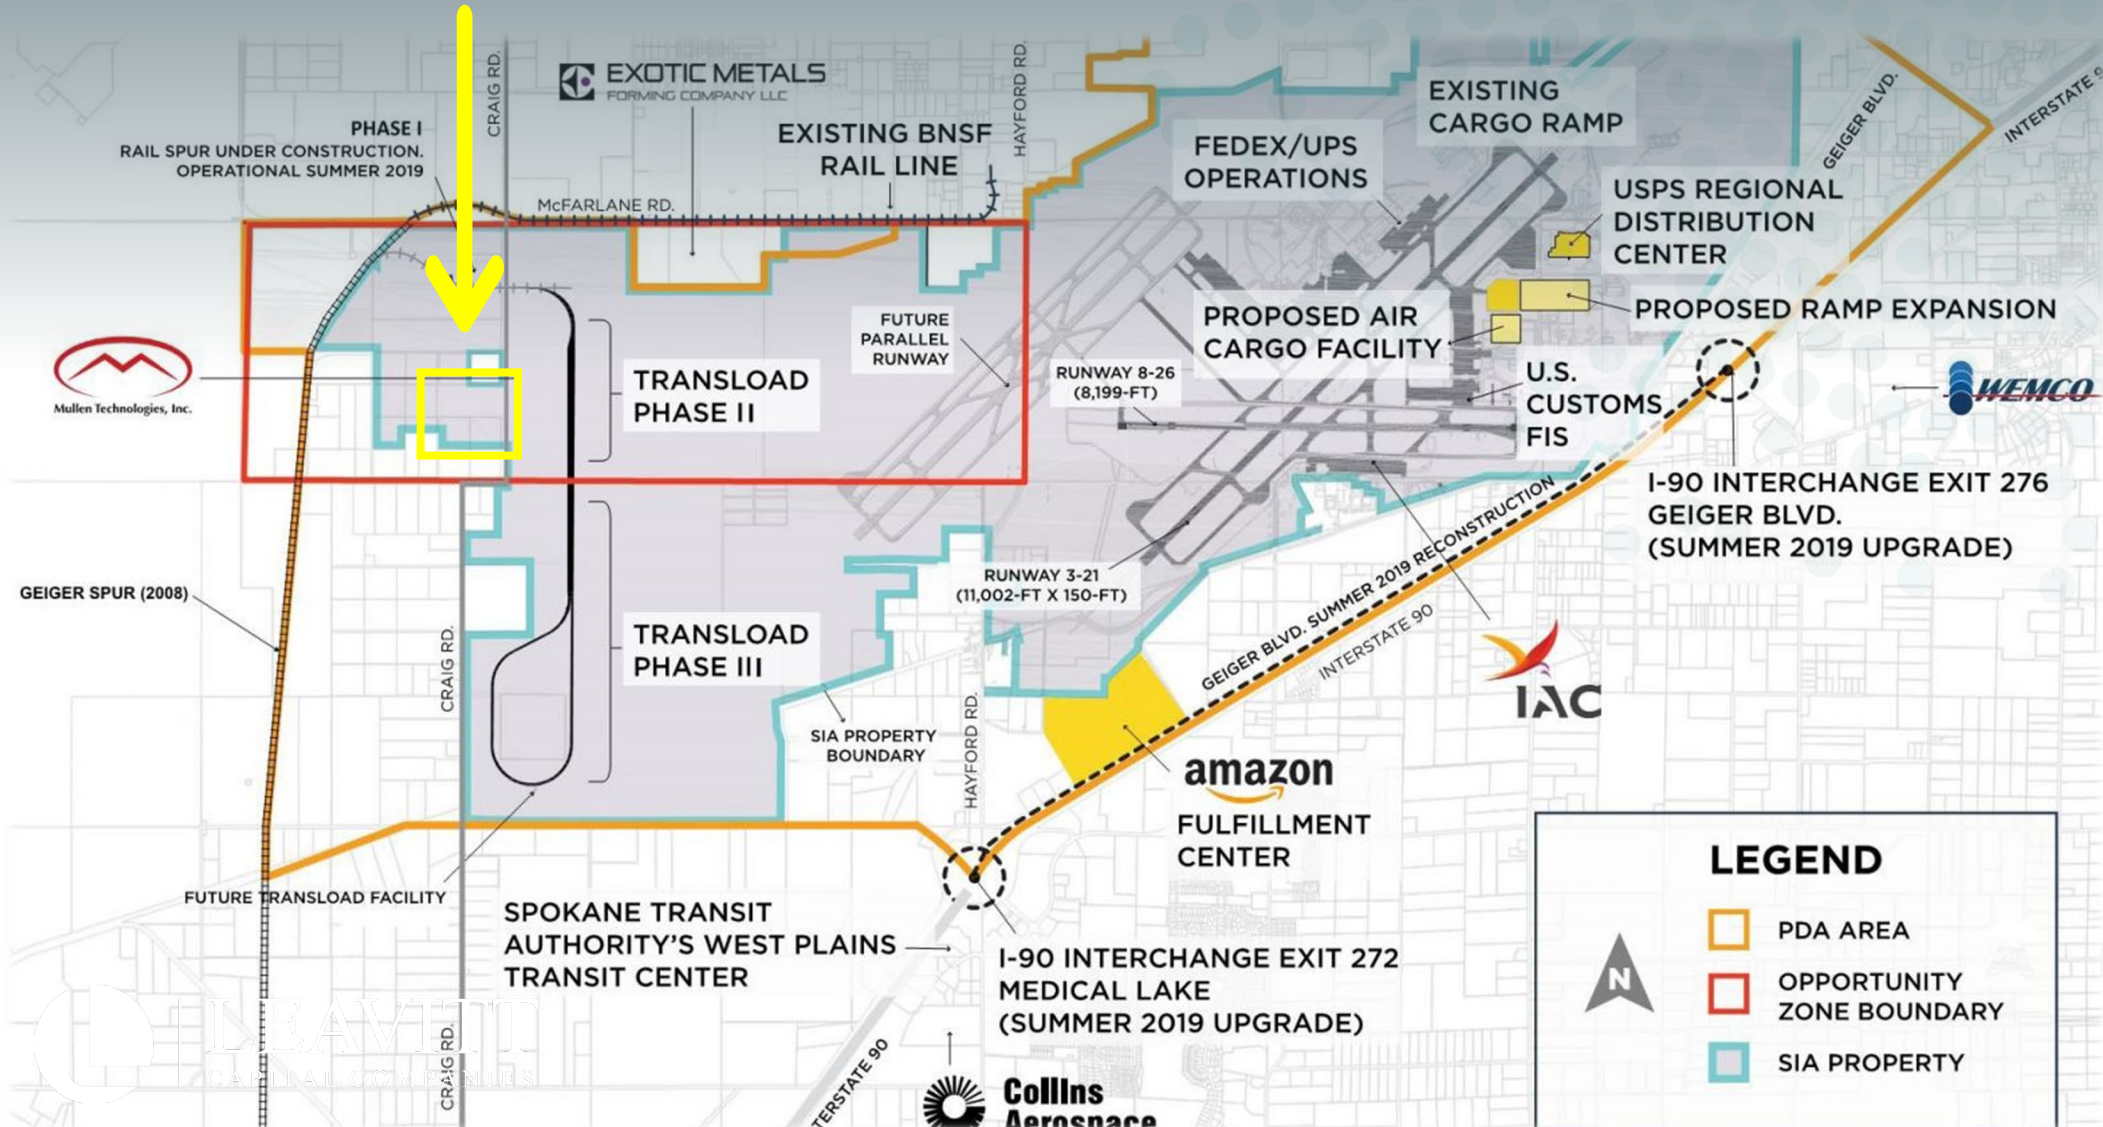 CRAIG RD.
EXOTIC METALS
FORMING COMPANY LLC
HAYFORD RD.
EXISTING
CARGO RAMP
GEIGER BLVD.
INTERSTATE 9
PHASE I
RAIL SPUR UNDER CONSTRUCTION.
OPERATIONAL SUMMER 2019
EXISTING BNSF
RAIL LINE
FEDEX/UPS
OPERATIONS
McFARLANE RD.
USPS REGIONAL
DISTRIBUTION
CENTER
PROPOSED RAMP EXPANSION
FUTURE
PARALLEL
RUNWAY
PROPOSED AIR
CARGO FACILITY
Mullen Technologies, Inc.
TRANSLOAD
PHASE II
RUNWAY 8-26
(8,199-FT)
U.S.
CUSTOMS
FIS
WEMCO
I-90 INTERCHANGE EXIT 276
GEIGER BLVD.
(SUMMER 2019 UPGRADE)
GEIGER SPUR (2008)
RUNWAY 3-21
(11,002-FT X 150-FT)
GEIGER BLVD. SUMMER 2019 RECONSTRUCTION
INTERSTATE 90
CRAIG RD.
TRANSLOAD
PHASE III
SIA PROPERTY
BOUNDARY
HAYFORD RD.
IAC
amazon
FULFILLMENT
CENTER
FUTURE TRANSLOAD FACILITY
SPOKANE TRANSIT
AUTHORITY'S WEST PLAINS
TRANSIT CENTER
I-90 INTERCHANGE EXIT 272
MEDICAL LAKE
(SUMMER 2019 UPGRADE)
LEAVITT
CAPITAL COMPANIES
CRAIG RD.
TERSTATE 90
Collins
Aerospace
LEGEND
N
PDA AREA
OPPORTUNITY
ZONE BOUNDARY
SIA PROPERTY